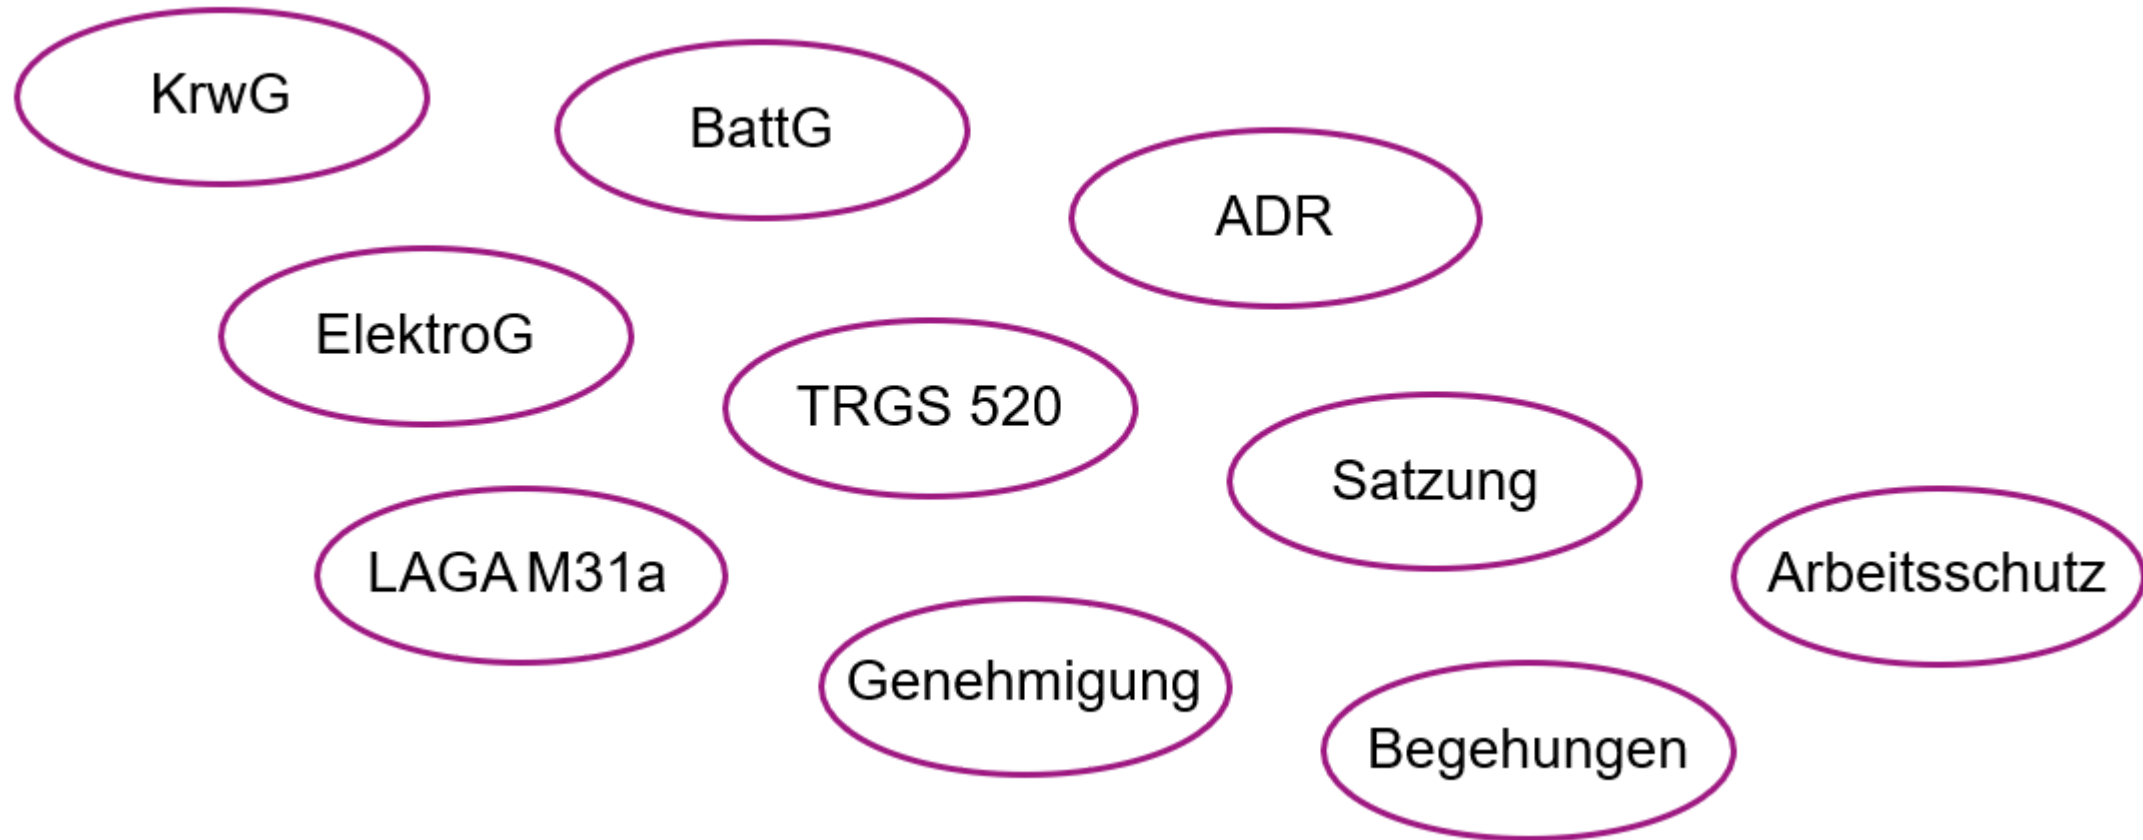 KrwG
BattG
ADR
ElektroG
TRGS 520
Satzung
LAGA M31a
Arbeitsschutz
Genehmigung
Begehungen